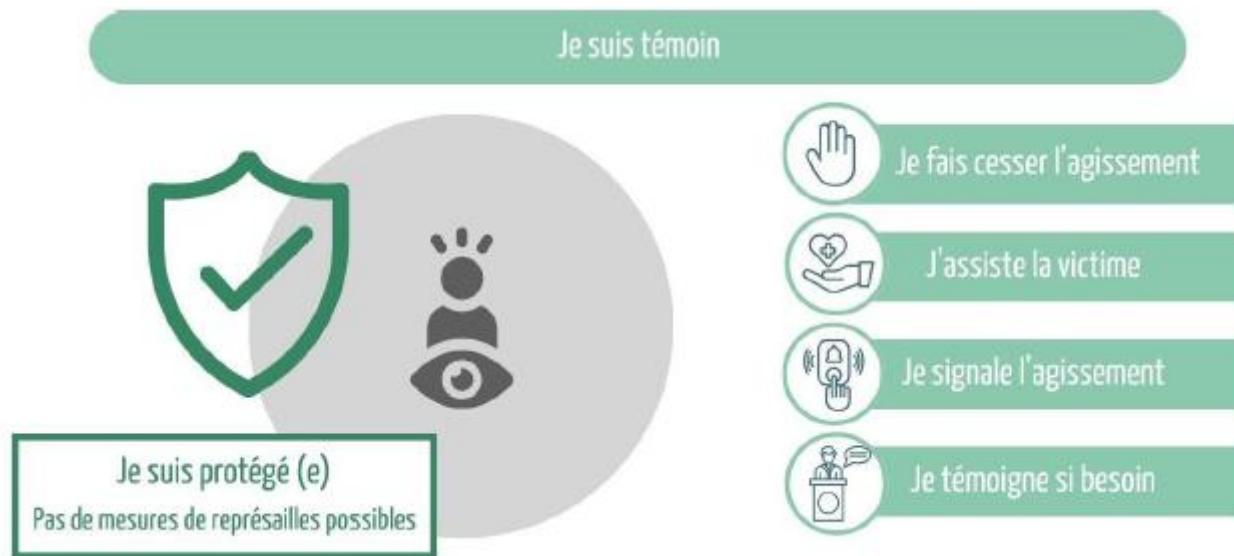 Je suis témoin
Je fais cesser l'agissement
J'assiste la victime
Je signale l'agissement
Je témoigne si besoin
Je suis protégé (e)
Pas de mesures de représailles possibles